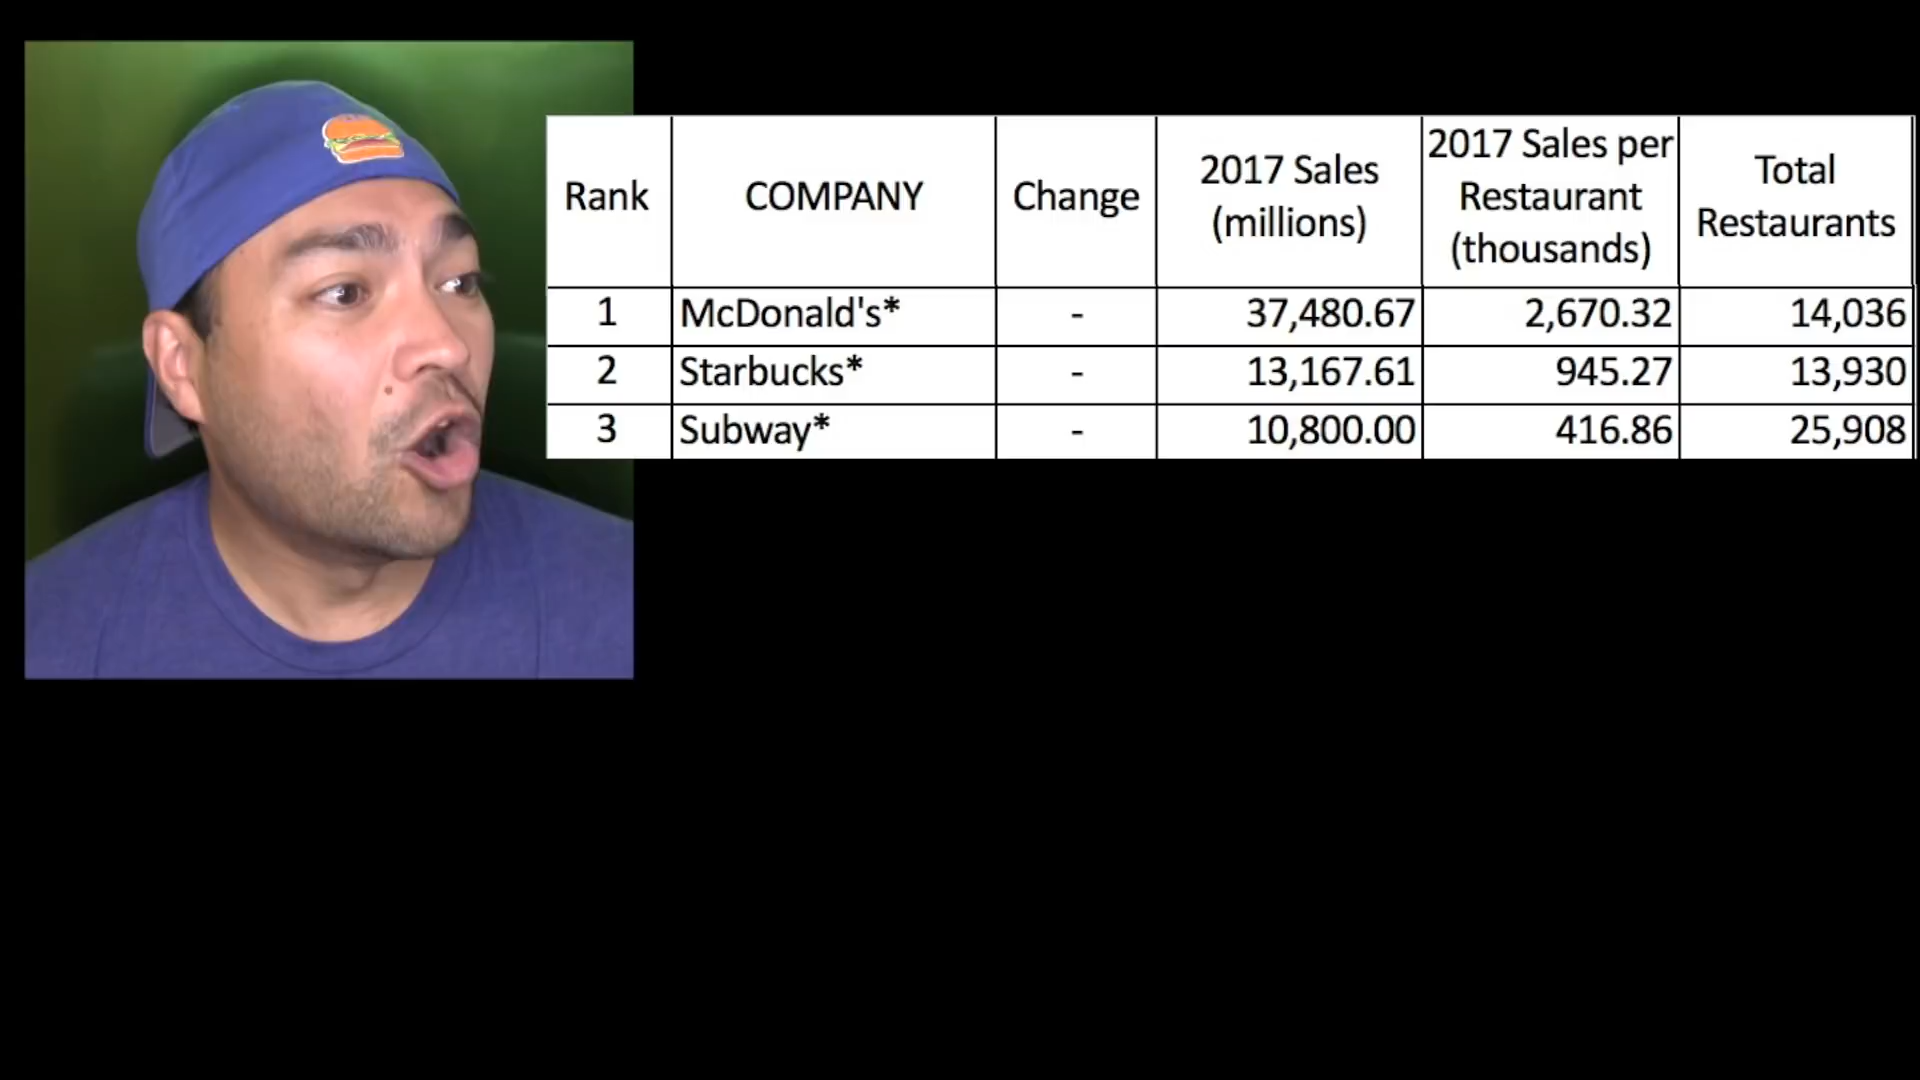 Rank COMPANY Change 2017 Sales (millions) 2017 Sales per Restaurant (thousands) Total Restaurants
1 McDonald's* - 37,480.67 2,670.32 14,036
2 Starbucks* - 13,167.61 945.27 13,930
3 Subway* - 10,800.00 416.86 25,908